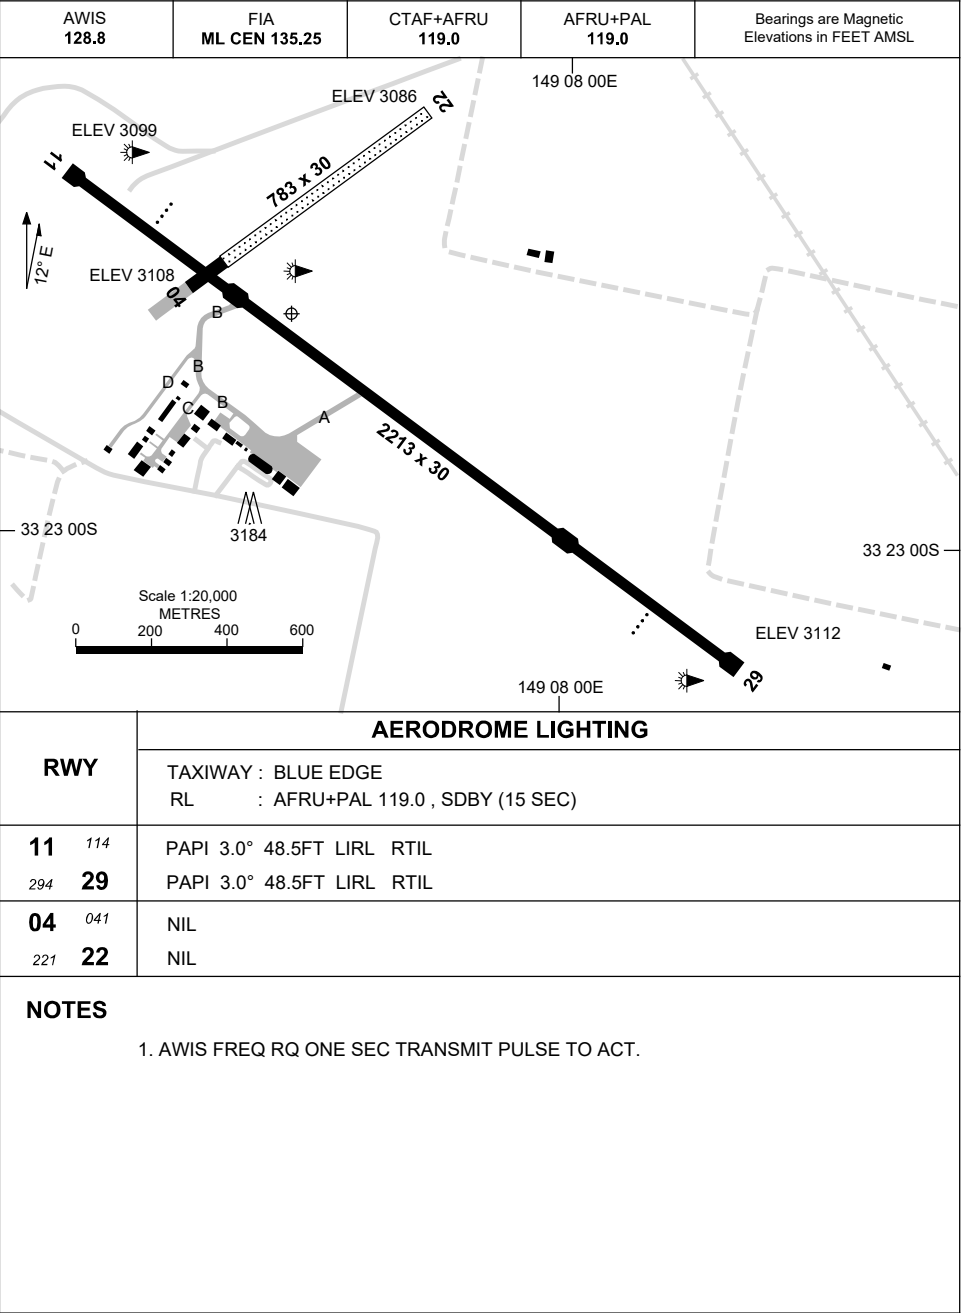 AWIS
128.8
FIA
ML CEN 135.25
CTAF+AFRU
119.0
AFRU+PAL
119.0
Bearings are Magnetic
Elevations in FEET AMSL
149 08 00E
ELEV 3086
22
ELEV 3099
11
783 x 30
12° E
ELEV 3108
04
B
B
D
C
B
A
2213 x 30
33 23 00S
3184
33 23 00S
Scale 1:20,000
METRES
0 200 400 600
ELEV 3112
29
149 08 00E
RWY
AERODROME LIGHTING
TAXIWAY : BLUE EDGE
RL : AFRU+PAL 119.0 , SDBY (15 SEC)
11 114 PAPI 3.0° 48.5FT LIRL RTIL
294 29 PAPI 3.0° 48.5FT LIRL RTIL
04 041 NIL
221 22 NIL
NOTES
1. AWIS FREQ RQ ONE SEC TRANSMIT PULSE TO ACT.